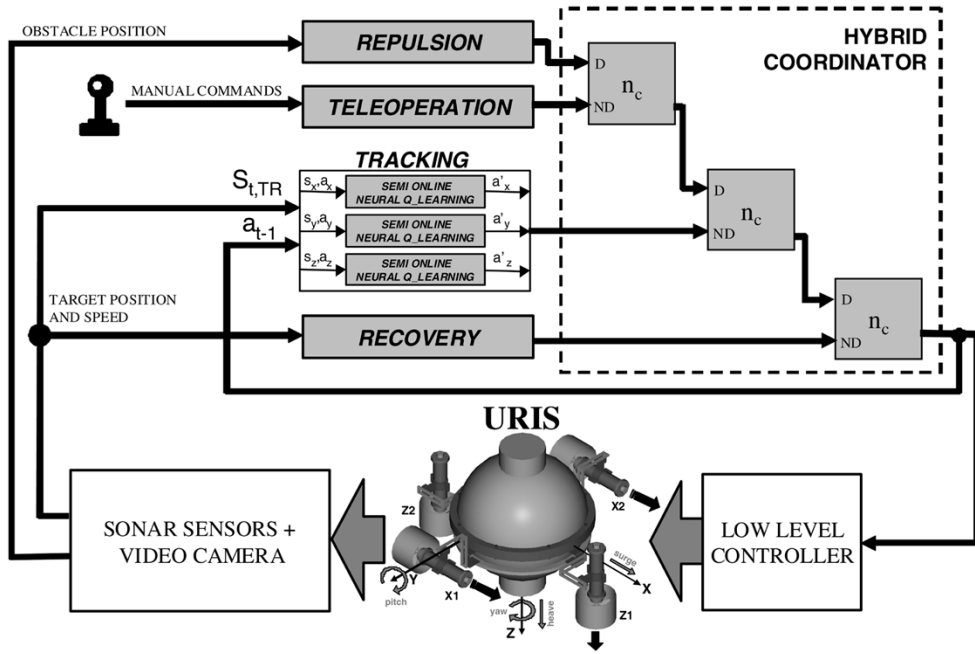 OBSTACLE POSITION
REPULSION
HYBRID
COORDINATOR
D
n_c
ND
MANUAL COMMANDS
TELEOPERATION
TRACKING
S_t,TR
s_x,a_x
SEMI ONLINE
NEURAL Q_LEARNING
a'_x
D
n_c
ND
a_t-1
s_y,a_y
SEMI ONLINE
NEURAL Q_LEARNING
a'_y
s_z,a_z
SEMI ONLINE
NEURAL Q_LEARNING
a'_z
TARGET POSITION
AND SPEED
RECOVERY
D
n_c
ND
URIS
SONAR SENSORS +
VIDEO CAMERA
Z2
X2
LOW LEVEL
CONTROLLER
surge
X
Y
pitch
X1
yaw
Z
heave
Z1